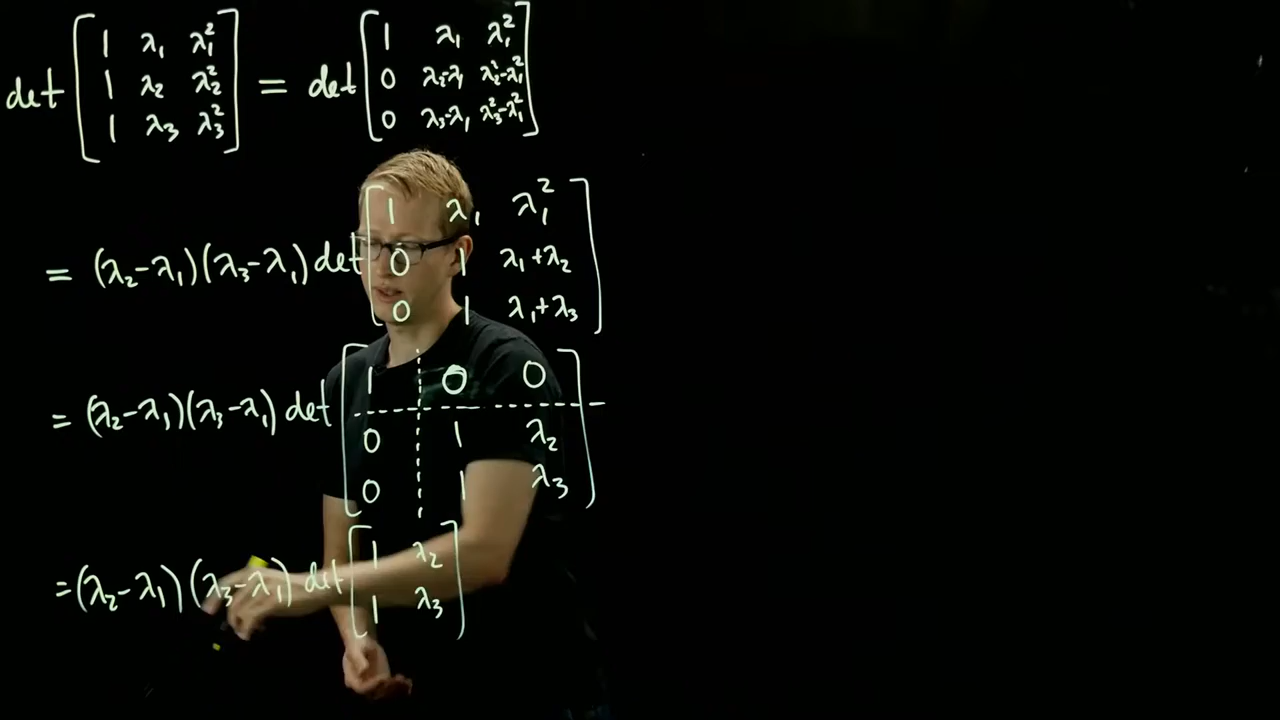 det [ 1 λ₁ λ₁² = det [ 1 λ₁ λ₁²
1 λ₂ λ₂² 0 λ₂-λ₁ λ₂²-λ₁²
1 λ₃ λ₃² ] 0 λ₃-λ₁ λ₃²-λ₁² ]
= (λ₂-λ₁)(λ₃-λ₁) det [ 1 λ₁ λ₁²
0 1 λ₁+λ₂
0 1 λ₁+λ₃ ]
= (λ₂-λ₁)(λ₃-λ₁) det [ 1 0 0
0 1 λ₂
0 1 λ₃ ]
= (λ₂-λ₁)(λ₃-λ₁) det [ 1 λ₂
1 λ₃ ]